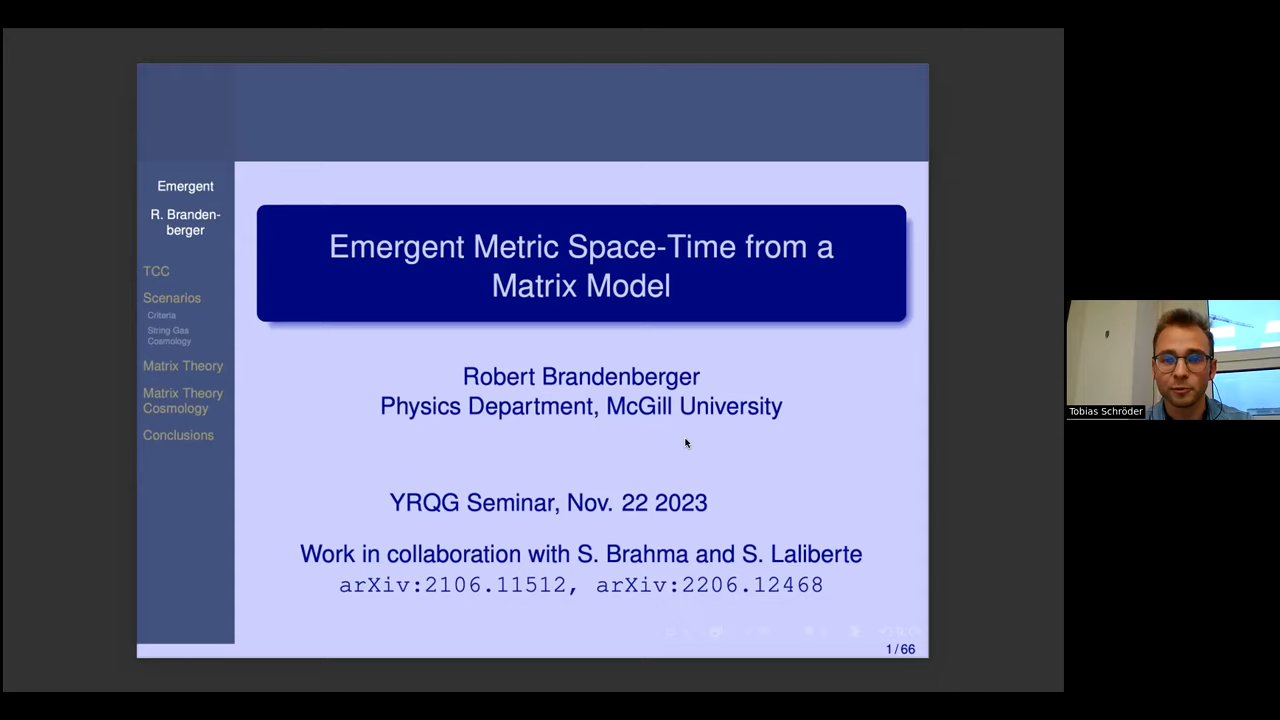 Emergent
R. Branden-
berger
TCC
Scenarios
Criteria
String Gas
Cosmology
Matrix Theory
Matrix Theory
Cosmology
Conclusions
Emergent Metric Space-Time from a
Matrix Model
Robert Brandenberger
Physics Department, McGill University
YRQG Seminar, Nov. 22 2023
Work in collaboration with S. Brahma and S. Laliberte
arXiv:2106.11512, arXiv:2206.12468
1/66
Tobias Schröder